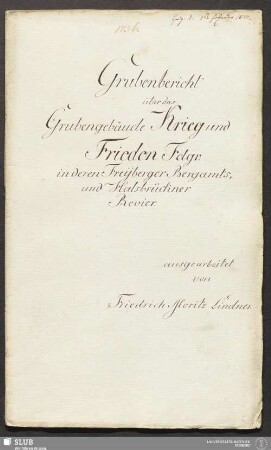 Grubenbericht
über das
Grubengebäude Krieg und
Frieden Fdgr.
in deren Freyberger Bergamts,
und Halsbrückner
Revier.
ausgearbeitet
von
Friedrich Moritz Lindner.
SLUB